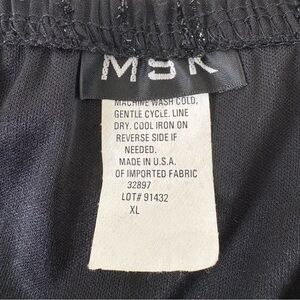 MSK
MACHINE WASH COLD,
GENTLE CYCLE. LINE
DRY. COOL IRON ON
REVERSE SIDE IF
NEEDED.
MADE IN U.S.A.
OF IMPORTED FABRIC
32897
LOT# 91432
XL